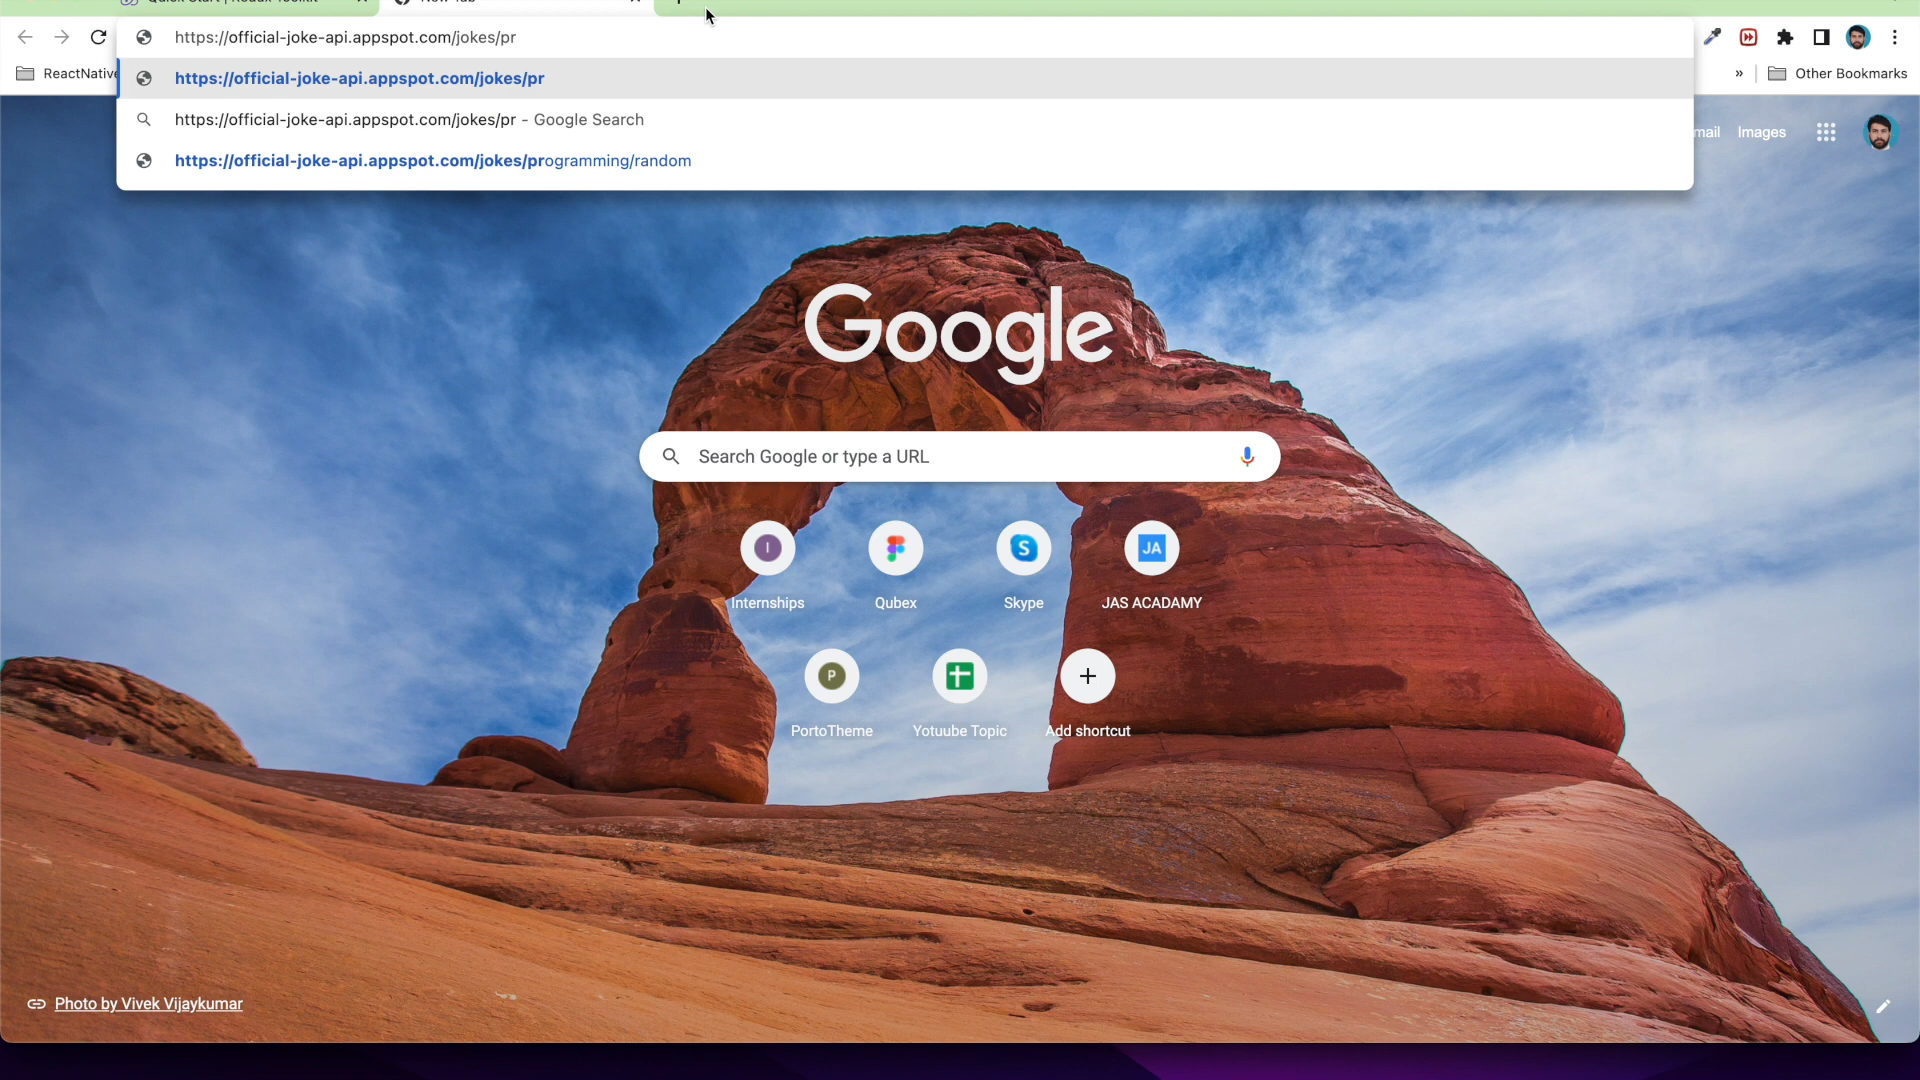 https://official-joke-api.appspot.com/jokes/pr
ReactNative
https://official-joke-api.appspot.com/jokes/pr
» Other Bookmarks
https://official-joke-api.appspot.com/jokes/pr - Google Search
mail Images
https://official-joke-api.appspot.com/jokes/programming/random
Google
Search Google or type a URL
I
S
JA
Internships
Qubex
Skype
JAS ACADAMY
P
PortoTheme
Yotuube Topic
Add shortcut
Photo by Vivek Vijaykumar